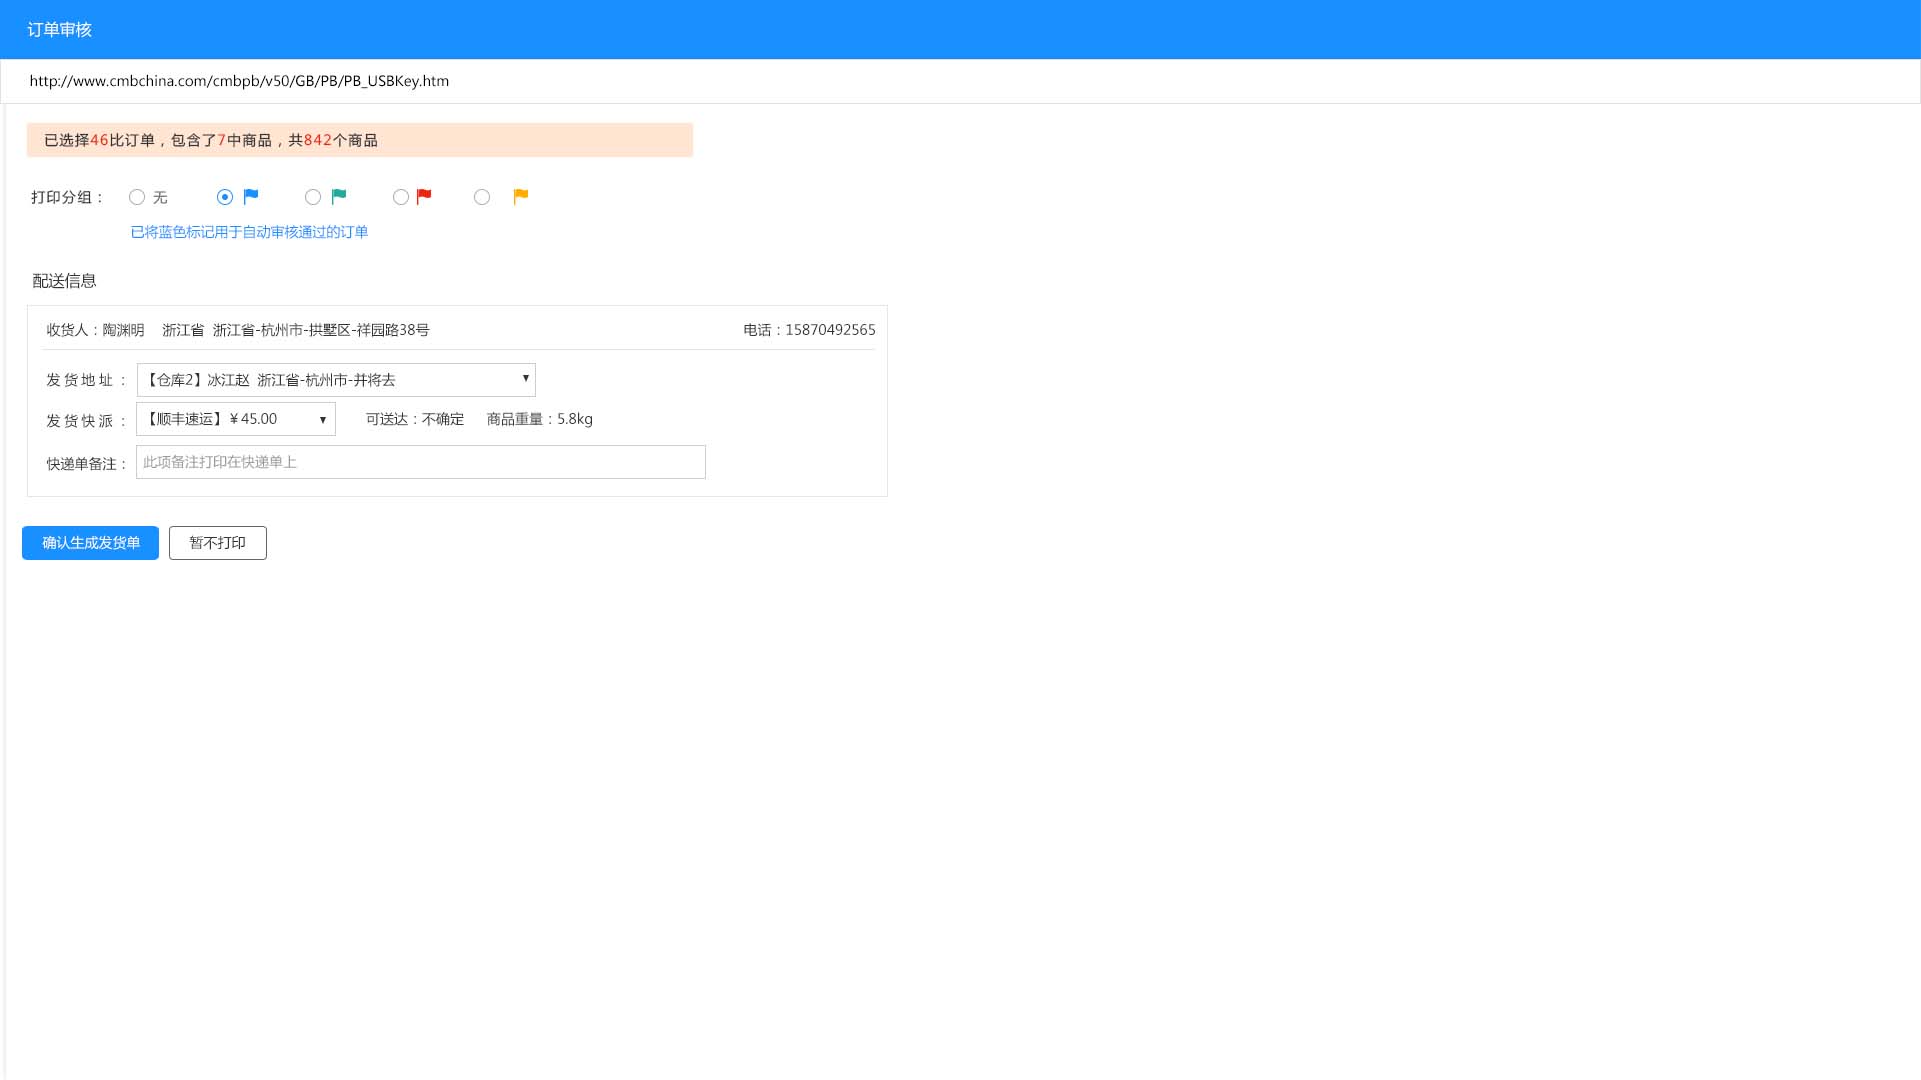 订单审核
http://www.cmbchina.com/cmbpb/v50/GB/PB/PB_USBKey.htm
已选择46比订单，包含了7中商品，共842个商品
打印分组： 无
已将蓝色标记用于自动审核通过的订单
配送信息
收货人：陶渊明 浙江省 浙江省-杭州市-拱墅区-祥园路38号 电话：15870492565
发货地址： 【仓库2】冰江赵 浙江省-杭州市-并将去
发货快派： 【顺丰速运】￥45.00 可送达：不确定 商品重量：5.8kg
快递单备注： 此项备注打印在快递单上
确认生成发货单 暂不打印